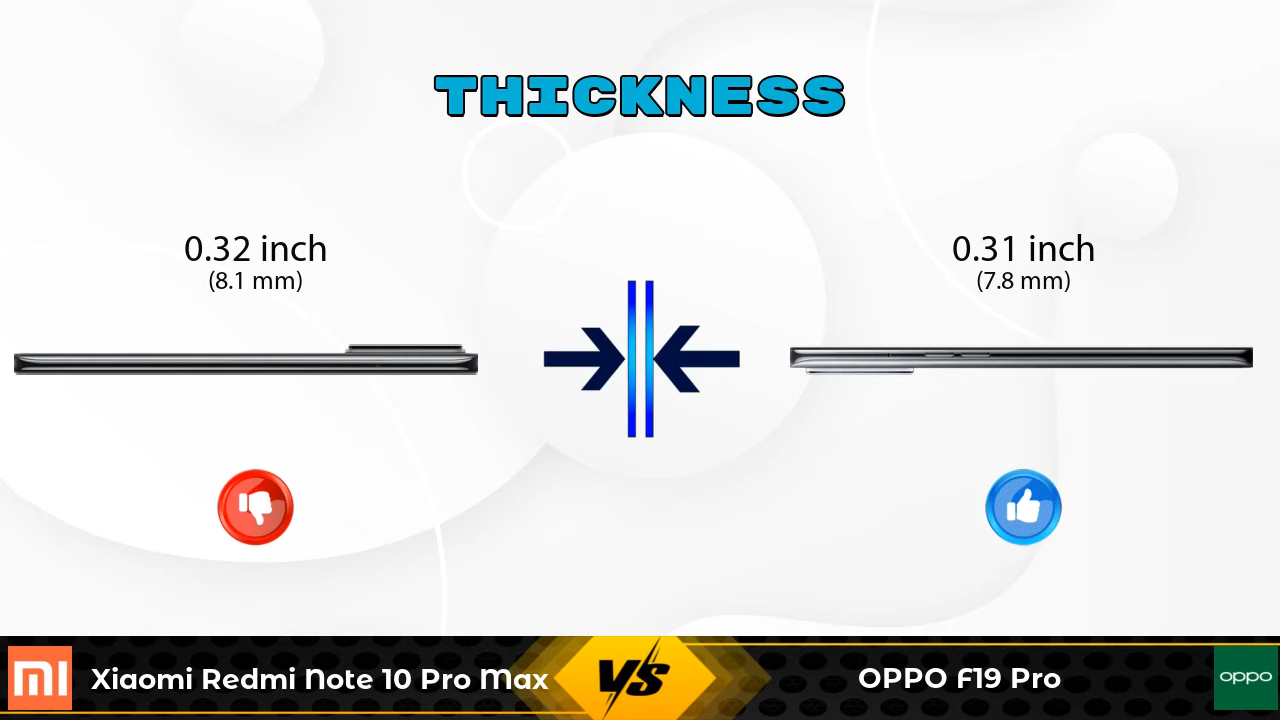 THICKNESS
0.32 inch
(8.1 mm)
0.31 inch
(7.8 mm)
mi Xiaomi Redmi Note 10 Pro Max
VS
OPPO F19 Pro
oppo